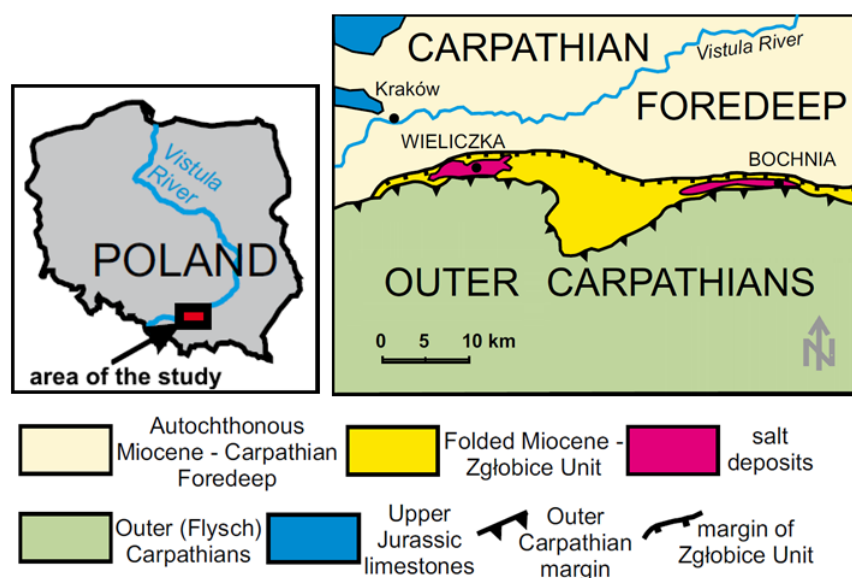 Vistula
River
POLAND
area of the study
CARPATHIAN
Vistula River
Kraków
FOREDEEP
WIELICZKA
BOCHNIA
OUTER CARPATHIANS
0 5 10 km
N
Autochthonous
Miocene - Carpathian
Foredeep
Folded Miocene -
Zgłobice Unit
salt
deposits
Outer (Flysch)
Carpathians
Upper
Jurassic
limestones
Outer
Carpathian
margin
margin of
Zgłobice Unit